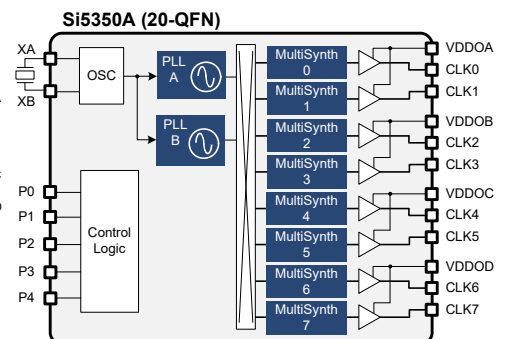 Si5350A (20-QFN)
XA
XB
OSC
PLL
A
PLL
B
P0
P1
P2
P3
P4
Control
Logic
MultiSynth
0
MultiSynth
1
MultiSynth
2
MultiSynth
3
MultiSynth
4
MultiSynth
5
MultiSynth
6
MultiSynth
7
VDDOA
CLK0
CLK1
VDDOB
CLK2
CLK3
VDDOC
CLK4
CLK5
VDDOD
CLK6
CLK7